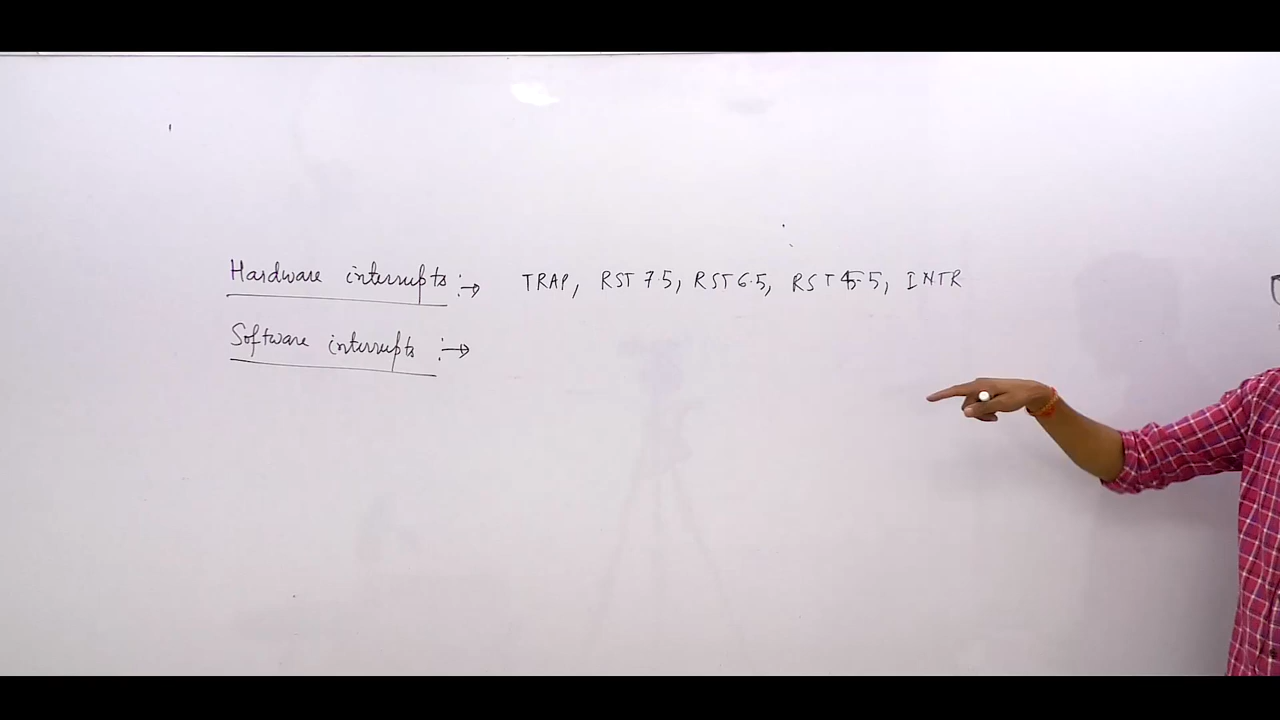 Hardware interrupts :→ TRAP, RST 7.5, RST 6.5, RST 5.5, INTR
Software interrupts :→